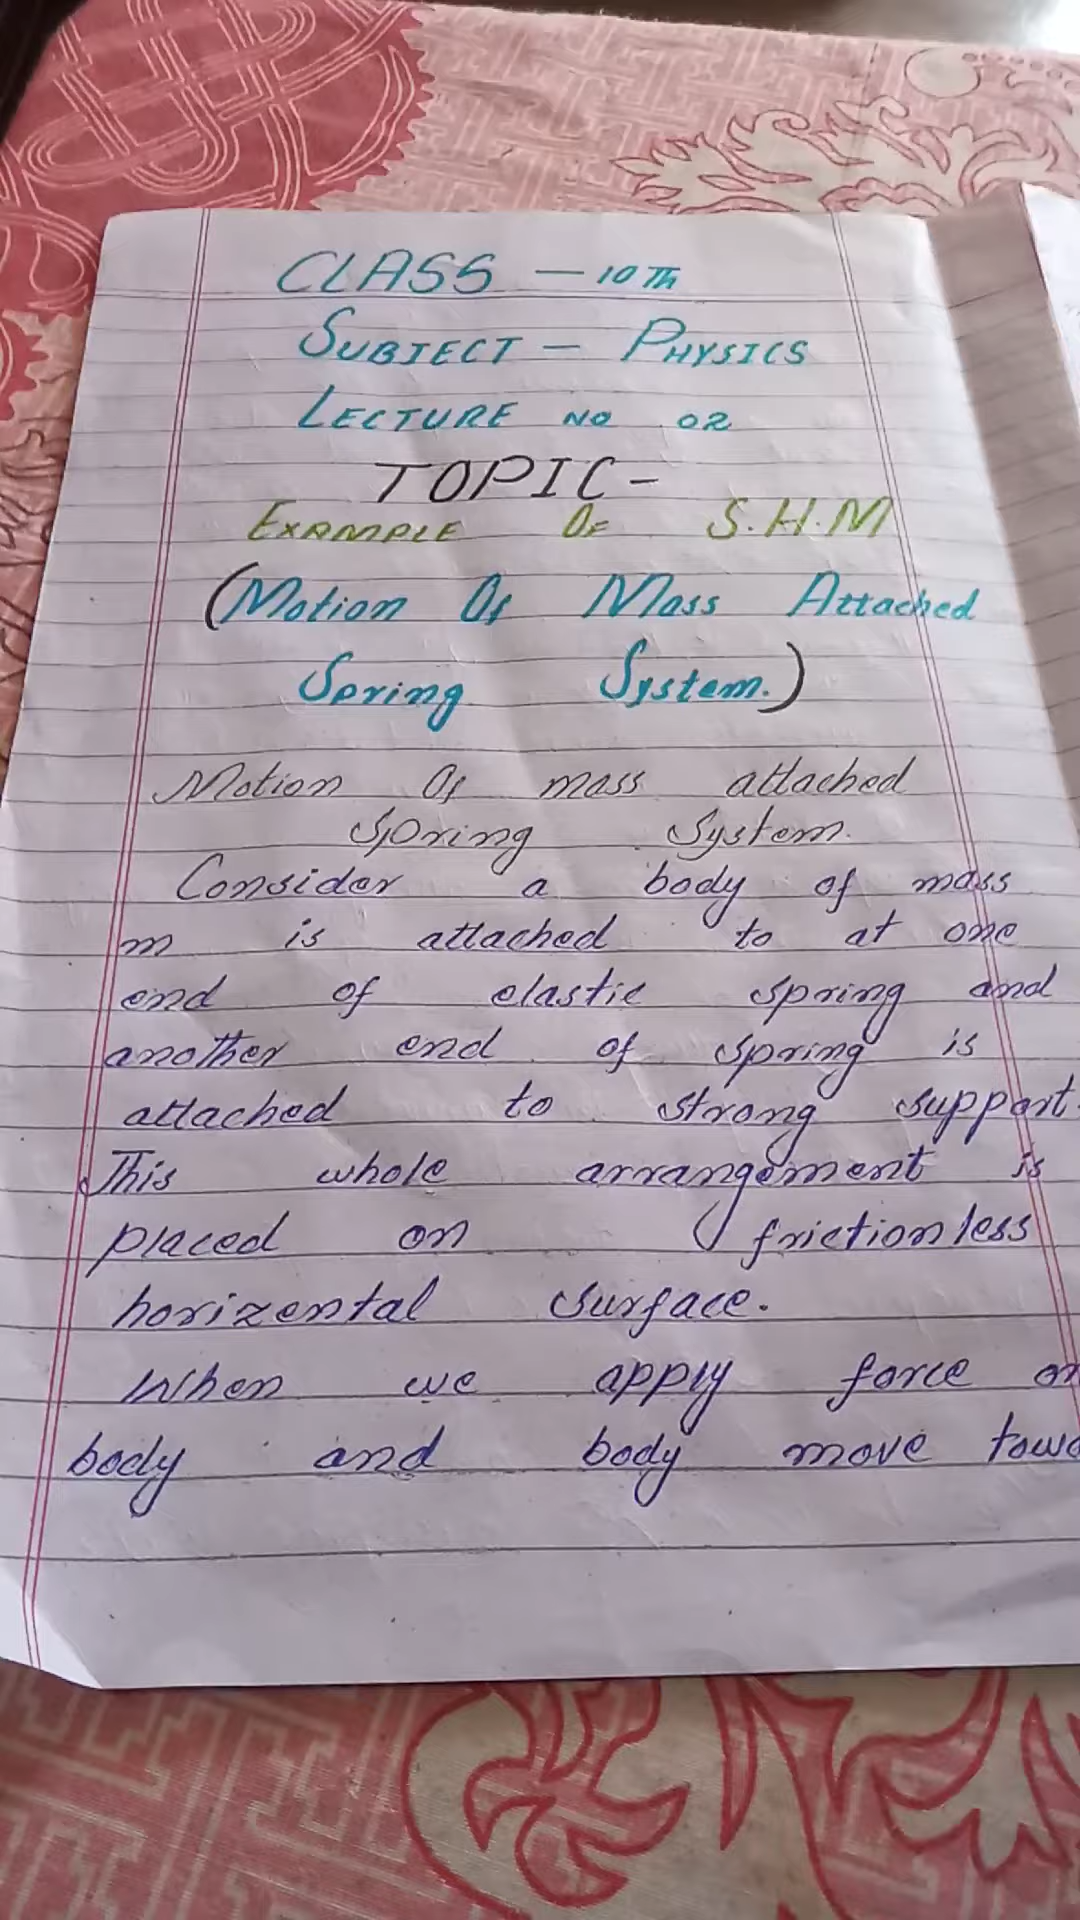 CLASS — 10Th
SUBJECT — PHYSICS
LECTURE NO 02
TOPIC -
EXAMPLE OF S.H.M
(Motion Of Mass Attached
Spring System.)
Motion Of mass attached
Spring System.
Consider a body of mass
m is attached to at one
end of elastic spring and
another end of spring is
attached to strong support.
This whole arrangement is
placed on frictionless
horizental surface.
When we apply force on
body and body move